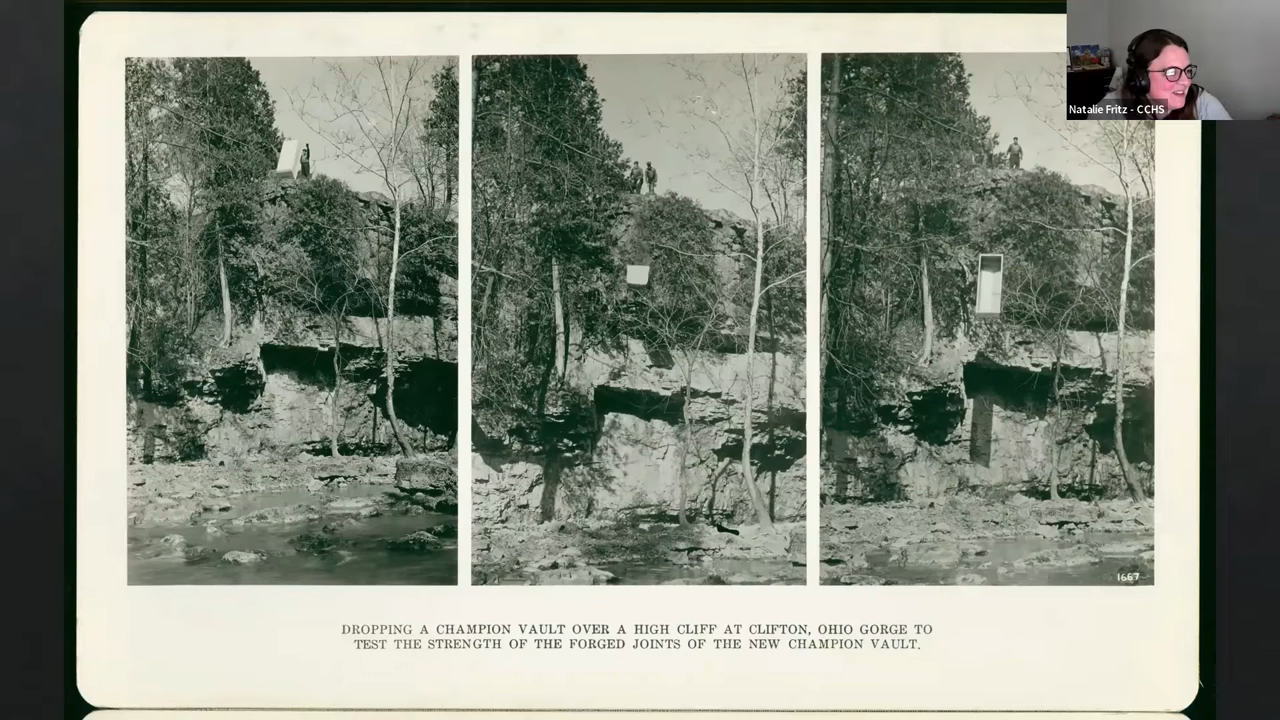 Natalie Fritz - CCHS
1667
DROPPING A CHAMPION VAULT OVER A HIGH CLIFF AT CLIFTON, OHIO GORGE TO
TEST THE STRENGTH OF THE FORGED JOINTS OF THE NEW CHAMPION VAULT.